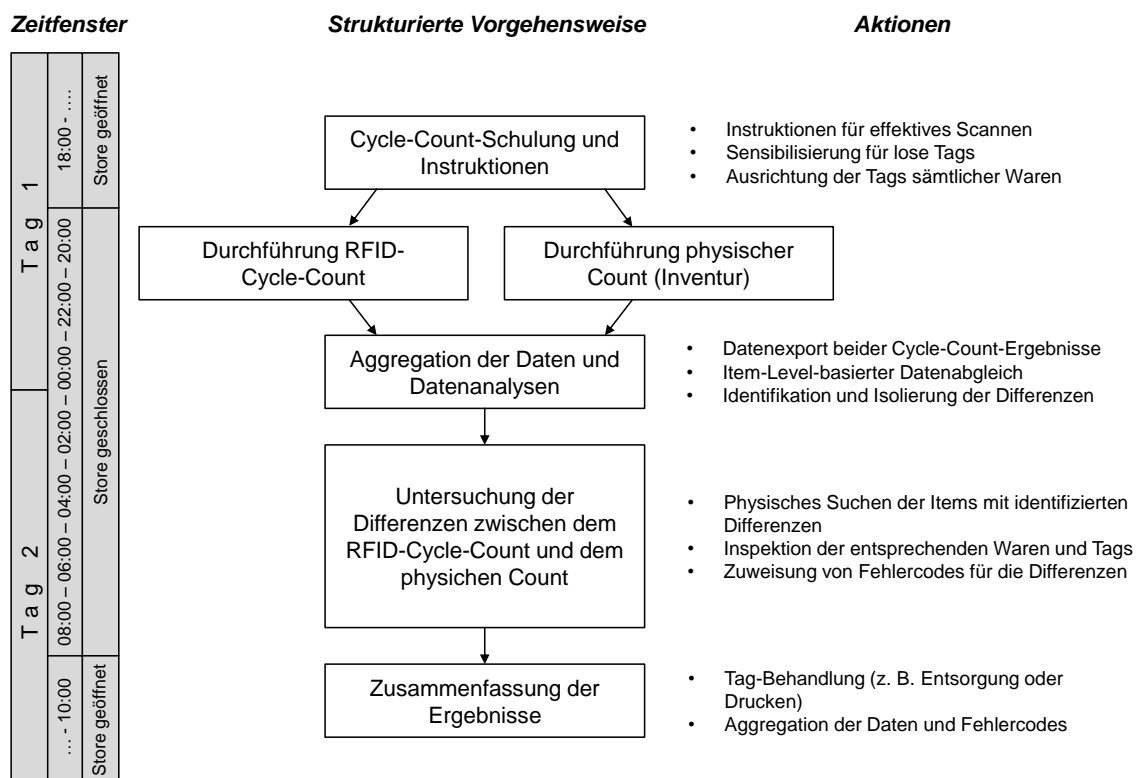 Zeitfenster
Strukturierte Vorgehensweise
Aktionen
Tag 1
Tag 2
18:00 - ....
08:00 – 06:00 – 04:00 – 02:00 – 00:00 – 22:00 – 20:00
... - 10:00
Store geöffnet
Store geschlossen
Store geöffnet
Cycle-Count-Schulung und
Instruktionen
• Instruktionen für effektives Scannen
• Sensibilisierung für lose Tags
• Ausrichtung der Tags sämtlicher Waren
Durchführung RFID-
Cycle-Count
Durchführung physischer
Count (Inventur)
Aggregation der Daten und
Datenanalysen
• Datenexport beider Cycle-Count-Ergebnisse
• Item-Level-basierter Datenabgleich
• Identifikation und Isolierung der Differenzen
Untersuchung der
Differenzen zwischen dem
RFID-Cycle-Count und dem
physichen Count
• Physisches Suchen der Items mit identifizierten
Differenzen
• Inspektion der entsprechenden Waren und Tags
• Zuweisung von Fehlercodes für die Differenzen
Zusammenfassung der
Ergebnisse
• Tag-Behandlung (z. B. Entsorgung oder
Drucken)
• Aggregation der Daten und Fehlercodes